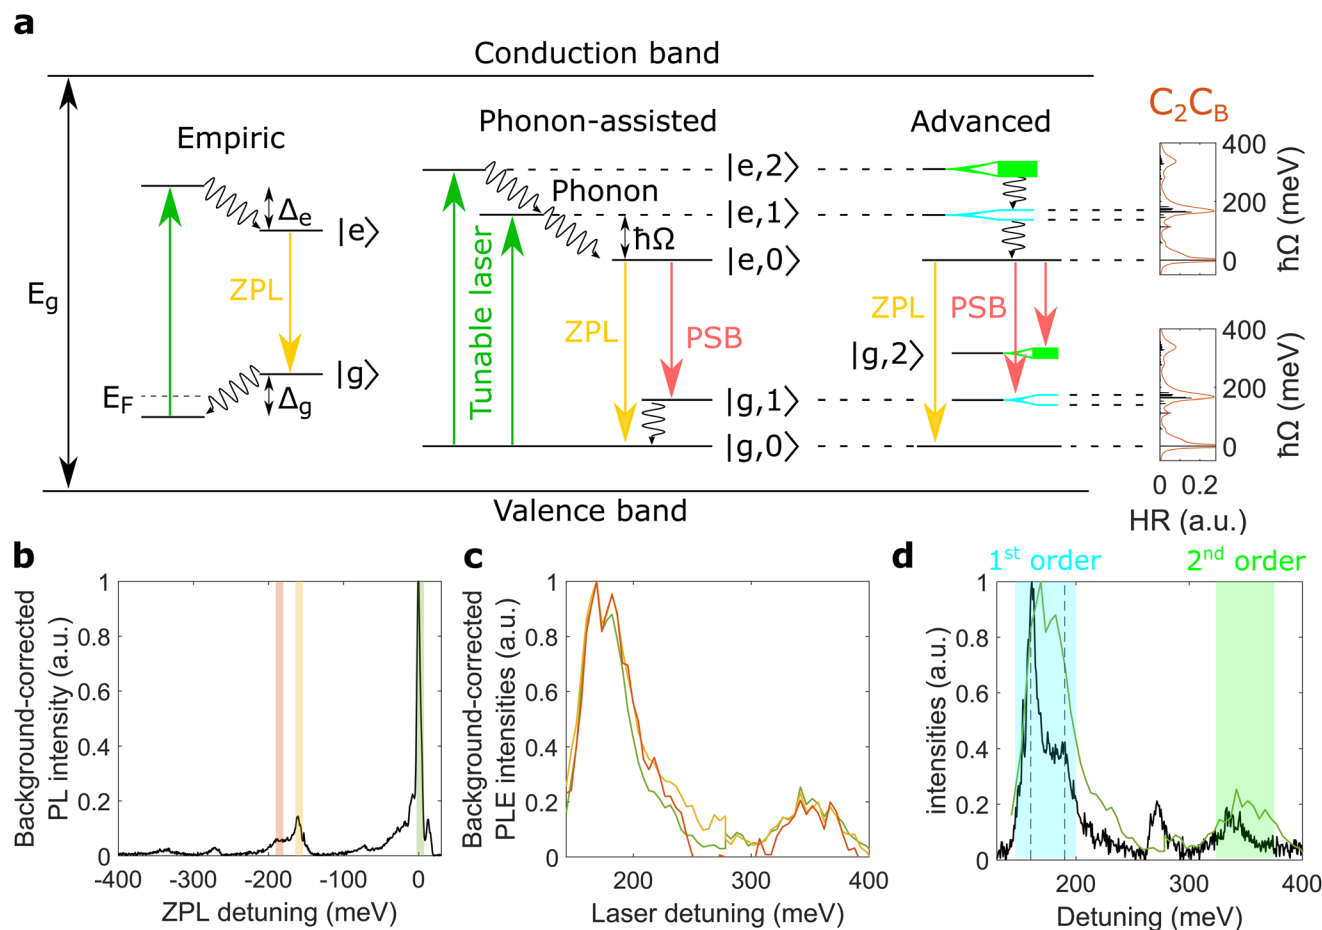 a
Conduction band
Empiric
Phonon-assisted
Advanced
C₂C_B
E_g
E_F
Δ_e
Δ_g
|e⟩
|g⟩
ZPL
Tunable laser
Phonon
ħΩ
|e,2⟩
|e,1⟩
|e,0⟩
ZPL
PSB
|g,1⟩
|g,0⟩
ZPL
PSB
|g,2⟩
400
200
0
ħΩ (meV)
400
200
0
ħΩ (meV)
0 0.2
HR (a.u.)
Valence band
b
Background-corrected
PL intensity (a.u.)
1
0.8
0.6
0.4
0.2
0
-400 -300 -200 -100 0
ZPL detuning (meV)
c
Background-corrected
PLE intensities (a.u.)
1
0.8
0.6
0.4
0.2
0
200 300 400
Laser detuning (meV)
d
1st order
2nd order
intensities (a.u.)
1
0.8
0.6
0.4
0.2
0
200 300 400
Detuning (meV)